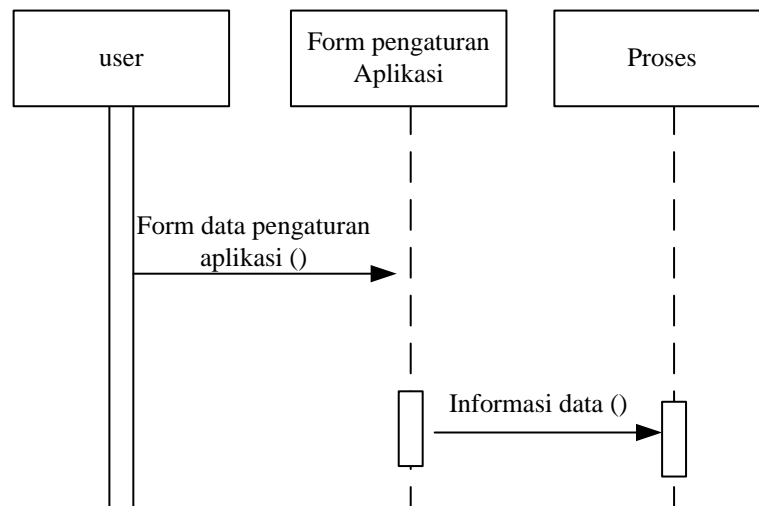 user
Form pengaturan
Aplikasi
Proses
Form data pengaturan
aplikasi ()
Informasi data ()